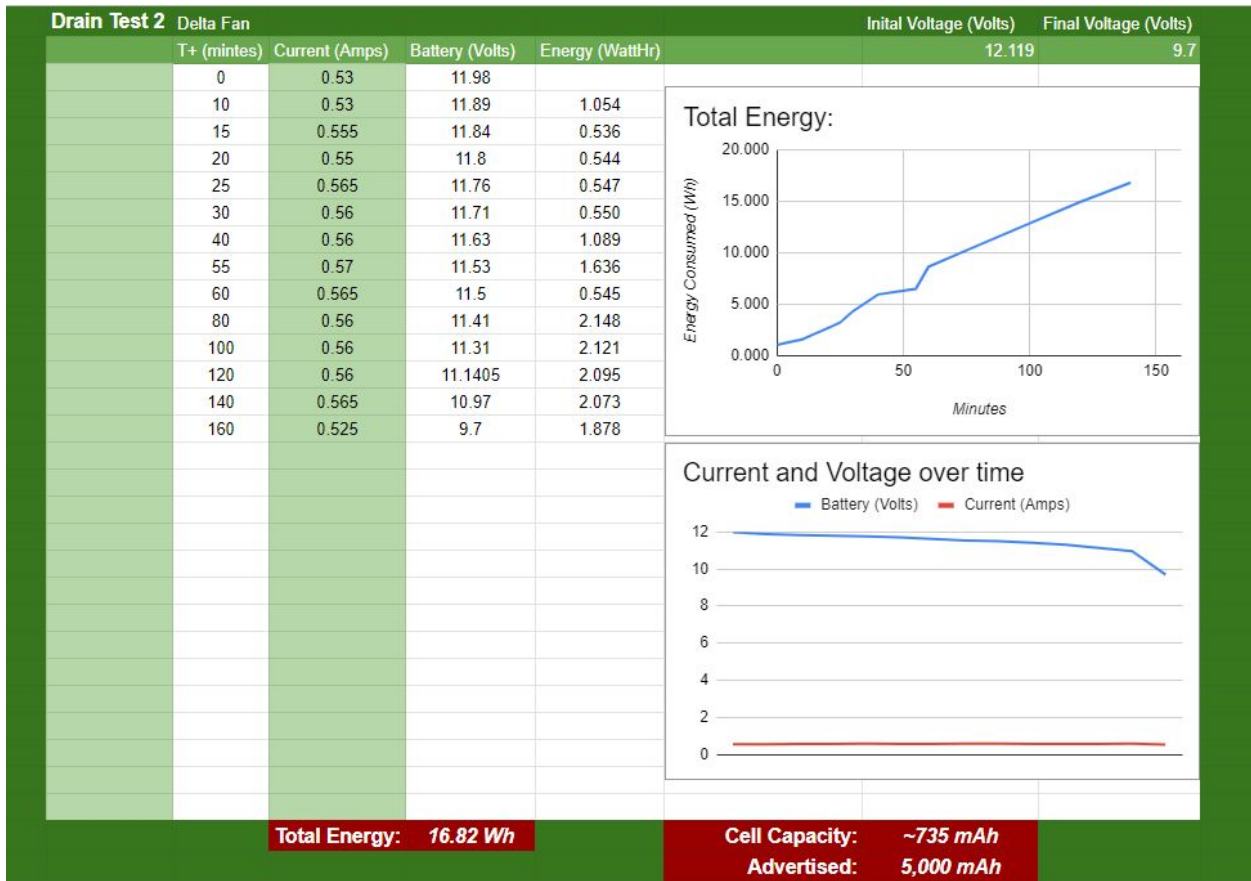 Drain Test 2 Delta Fan Inital Voltage (Volts) Final Voltage (Volts)
T+ (mintes) Current (Amps) Battery (Volts) Energy (WattHr) 12.119 9.7
0 0.53 11.98
10 0.53 11.89 1.054
15 0.555 11.84 0.536
20 0.55 11.8 0.544
25 0.565 11.76 0.547
30 0.56 11.71 0.550
40 0.56 11.63 1.089
55 0.57 11.53 1.636
60 0.565 11.5 0.545
80 0.56 11.41 2.148
100 0.56 11.31 2.121
120 0.56 11.1405 2.095
140 0.565 10.97 2.073
160 0.525 9.7 1.878
Total Energy:
20.000
15.000
10.000
5.000
0.000
Energy Consumed (Wh)
0 50 100 150
Minutes
Current and Voltage over time
Battery (Volts) Current (Amps)
12
10
8
6
4
2
0
Total Energy: 16.82 Wh Cell Capacity: ~735 mAh
Advertised: 5,000 mAh